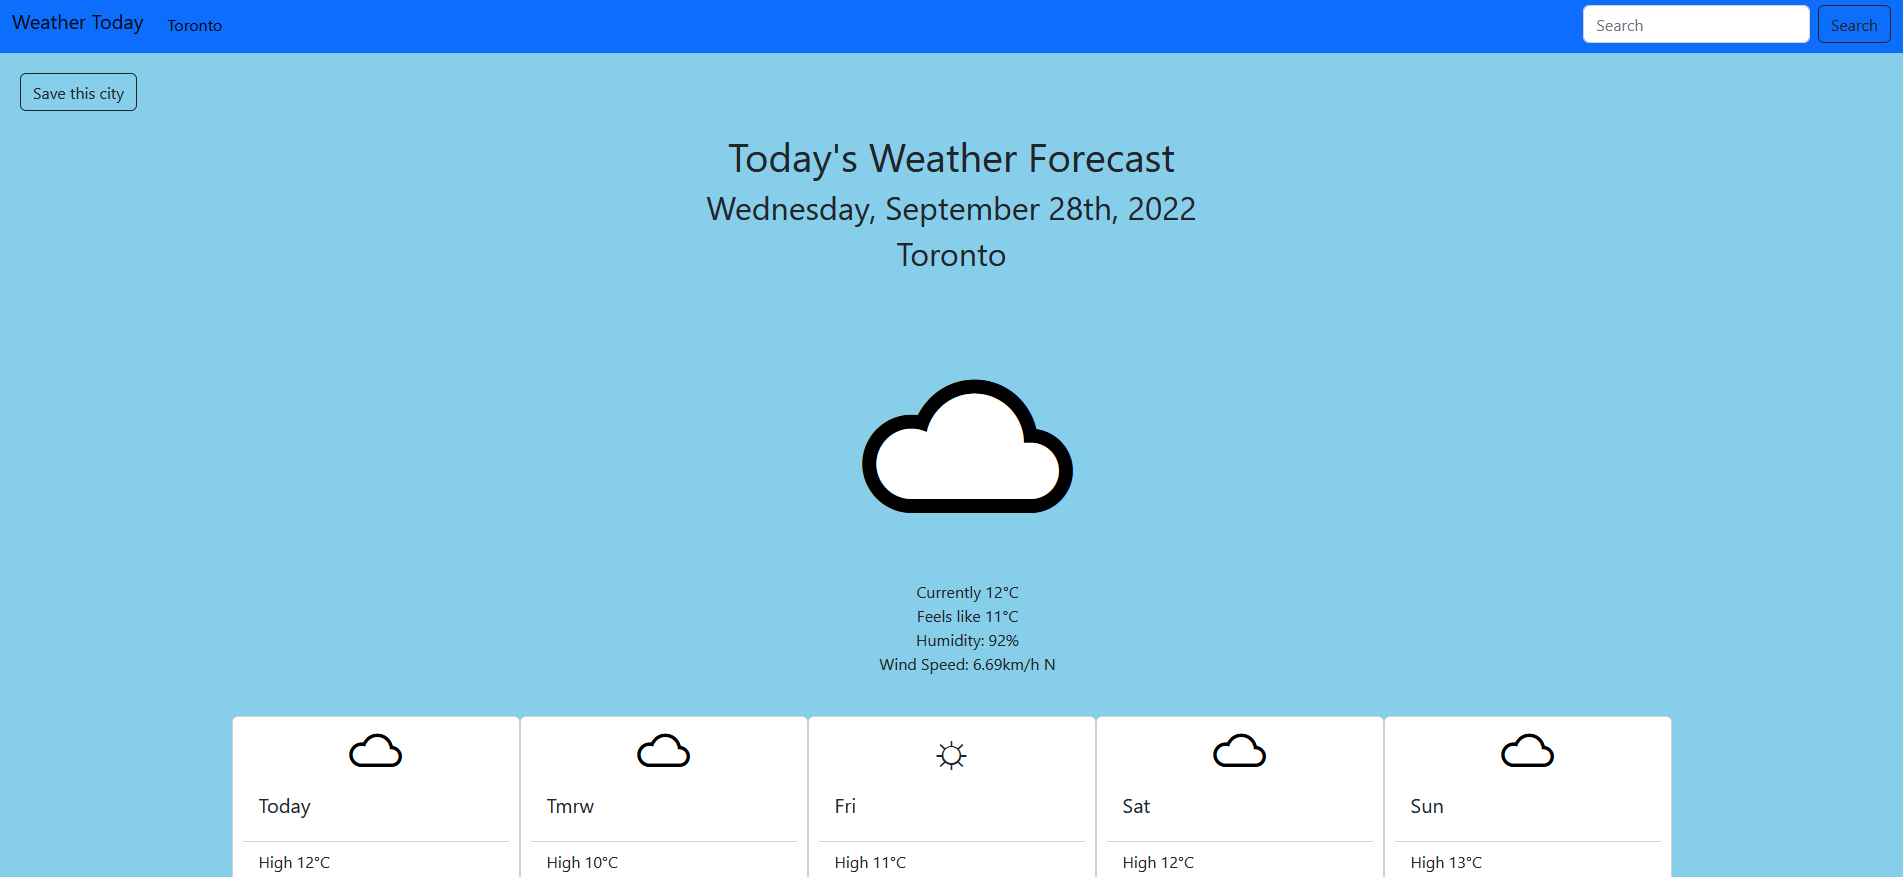 Weather Today Toronto Search Search
Save this city
Today's Weather Forecast
Wednesday, September 28th, 2022
Toronto
Currently 12°C
Feels like 11°C
Humidity: 92%
Wind Speed: 6.69km/h N
Today Tmrw Fri Sat Sun
High 12°C High 10°C High 11°C High 12°C High 13°C